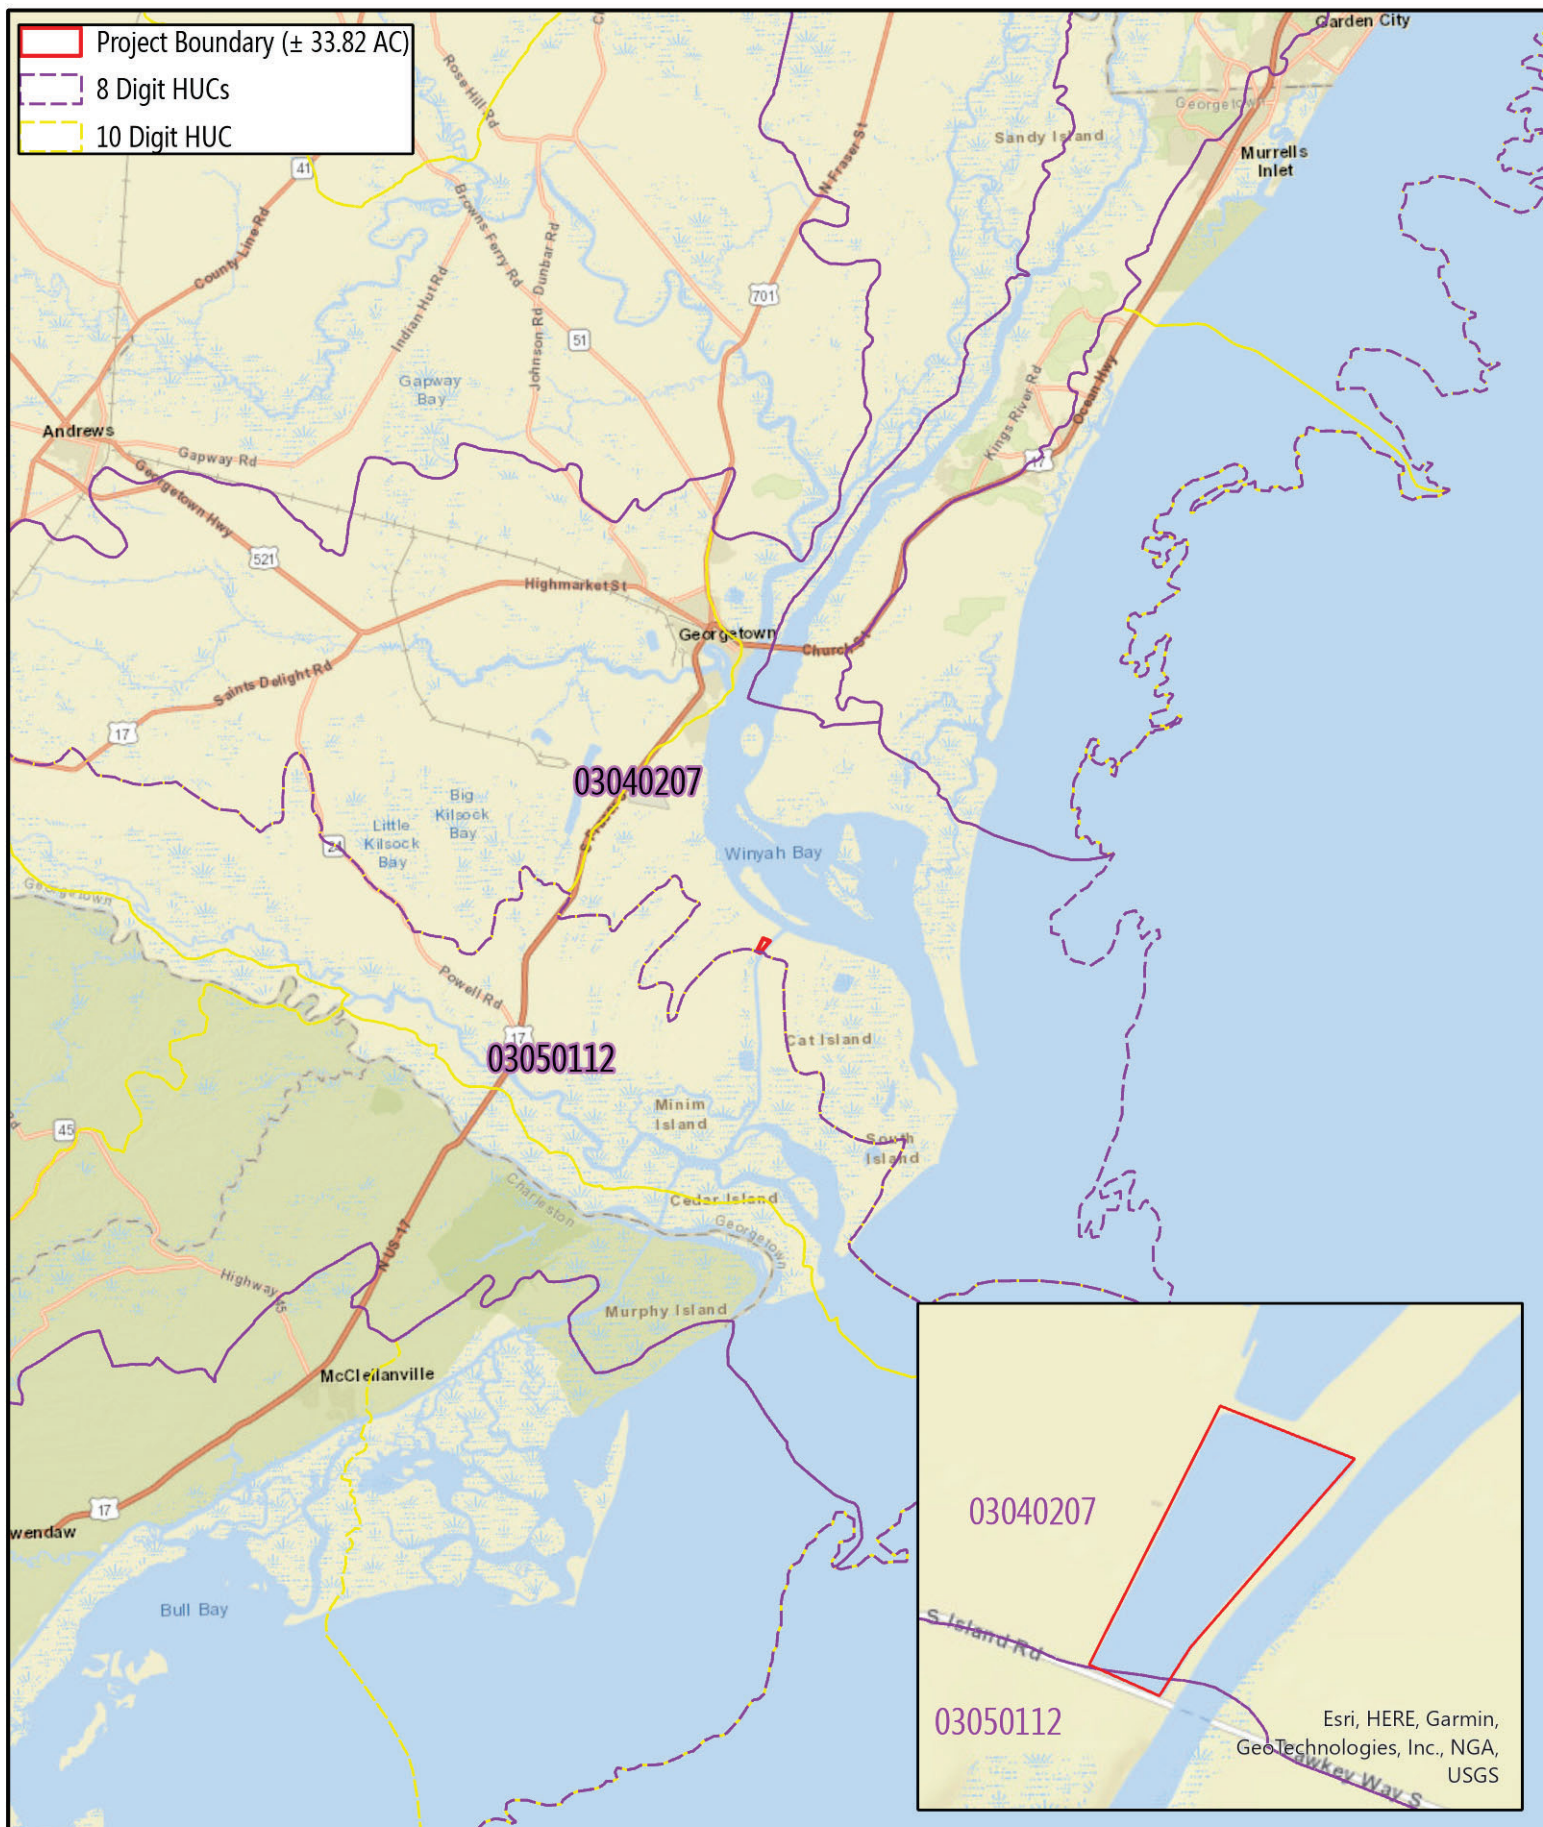 Project Boundary (± 33.82 AC)
8 Digit HUCs
10 Digit HUC
Garden City
Georgetown
Sandy Island
Murrells
Inlet
Rose Hill Rd
N Fraser St
41
County Line Rd
Browns Ferry Rd
Dunbar Rd
Indian Hut Rd
701
51
Johnson Rd
Gapway
Bay
Kings River Rd
Ocean Hwy
Andrews
Gapway Rd
17
Georgetown Hwy
521
Highmarket St
Georgetown
Church St
Saints Delight Rd
17
03040207
Big
Kilsock
Bay
Little
Kilsock
Bay
24
Winyah Bay
Georgetown
Powell Rd
17
03050112
Cat Island
Minim
Island
45
South
Island
Charleston
Cedar Island
Georgetown
N US-17
Highway 45
Murphy Island
McClellanville
17
wendaw
Bull Bay
03040207
S Island Rd
03050112
Esri, HERE, Garmin,
GeoTechnologies, Inc., NGA,
USGS
Yawkey Way S